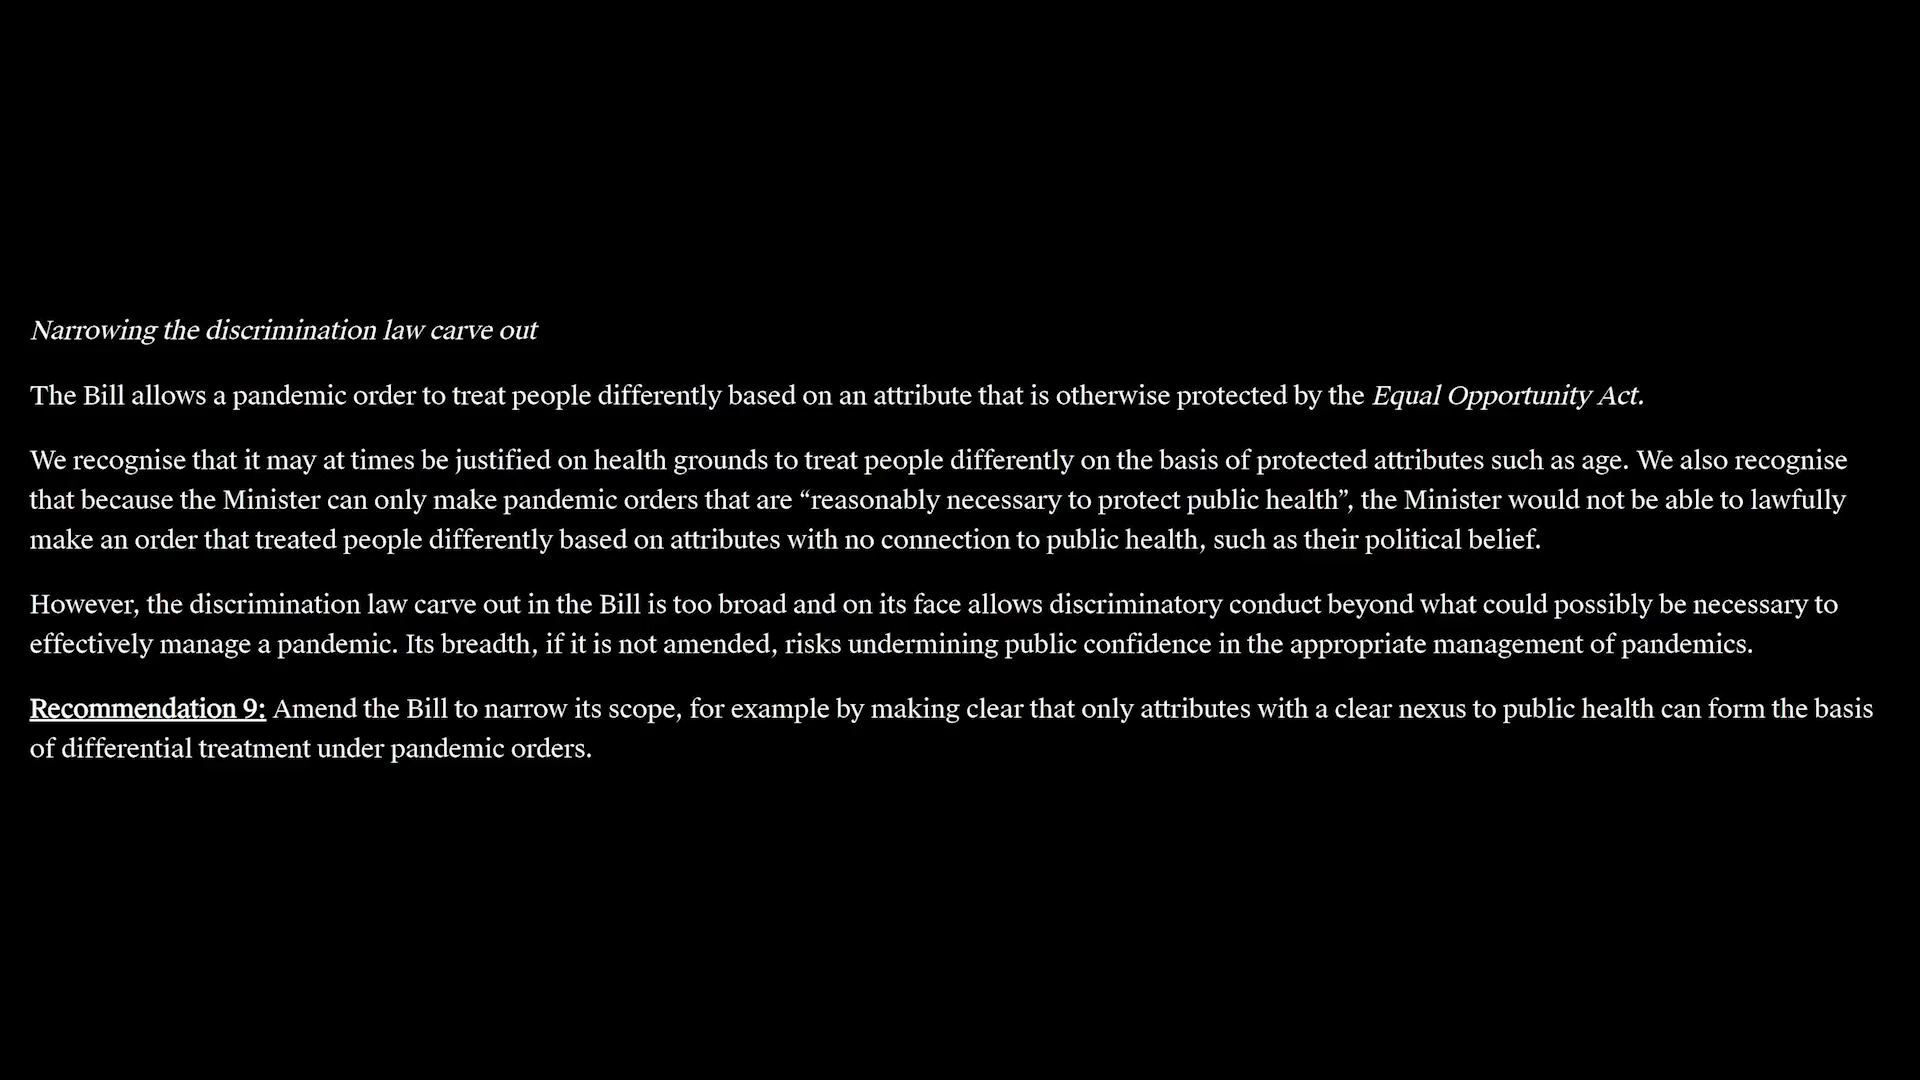 Narrowing the discrimination law carve out
The Bill allows a pandemic order to treat people differently based on an attribute that is otherwise protected by the Equal Opportunity Act.
We recognise that it may at times be justified on health grounds to treat people differently on the basis of protected attributes such as age. We also recognise
that because the Minister can only make pandemic orders that are “reasonably necessary to protect public health”, the Minister would not be able to lawfully
make an order that treated people differently based on attributes with no connection to public health, such as their political belief.
However, the discrimination law carve out in the Bill is too broad and on its face allows discriminatory conduct beyond what could possibly be necessary to
effectively manage a pandemic. Its breadth, if it is not amended, risks undermining public confidence in the appropriate management of pandemics.
Recommendation 9: Amend the Bill to narrow its scope, for example by making clear that only attributes with a clear nexus to public health can form the basis
of differential treatment under pandemic orders.